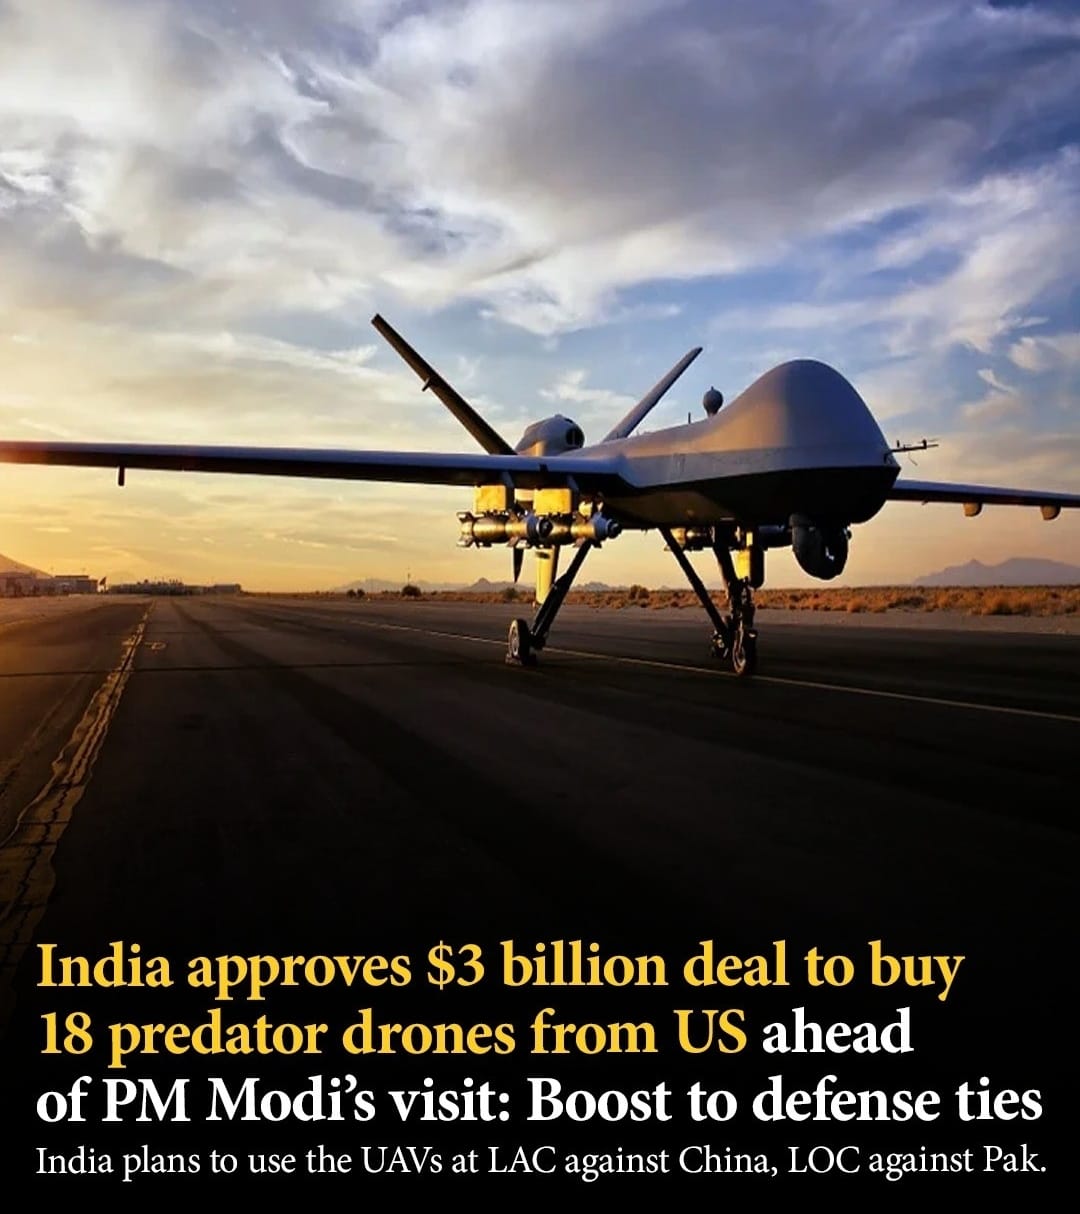 India approves $3 billion deal to buy
18 predator drones from US ahead
of PM Modi’s visit: Boost to defense ties
India plans to use the UAVs at LAC against China, LOC against Pak.